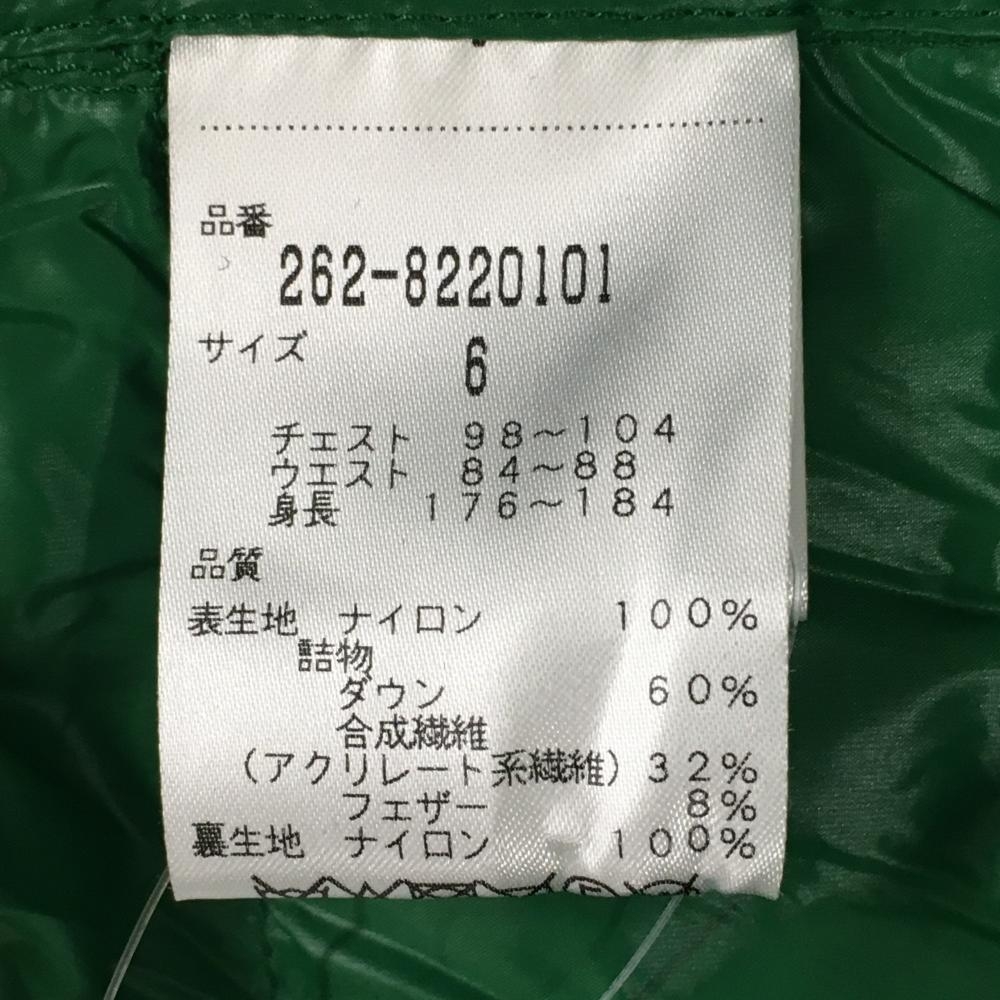 品番
262-8220101
サイズ 6
チェスト 98～104
ウエスト 84～88
身長 176～184
品質
表生地 ナイロン 100%
詰物
ダウン 60%
合成繊維
(アクリレート系繊維) 32%
フェザー 8%
裏生地 ナイロン 100%